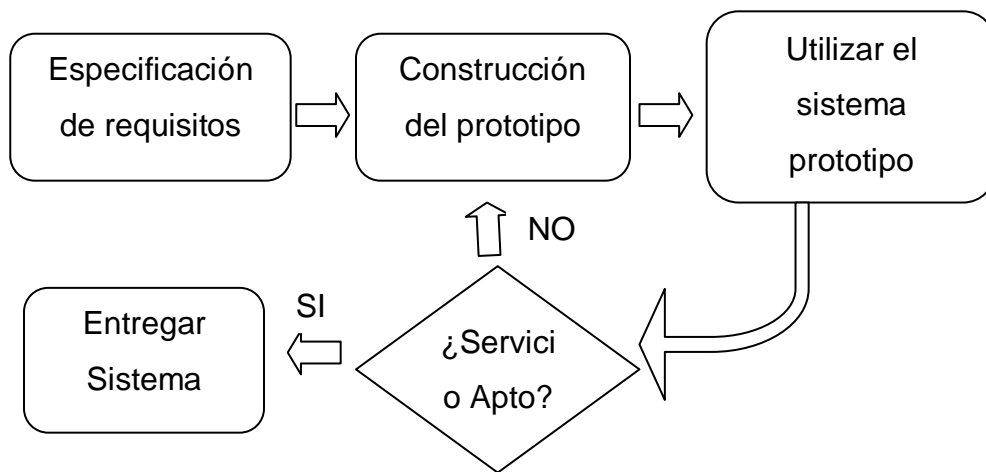 Especificación
de requisitos
Construcción
del prototipo
Utilizar el
sistema
prototipo
NO
¿Servici
o Apto?
SI
Entregar
Sistema